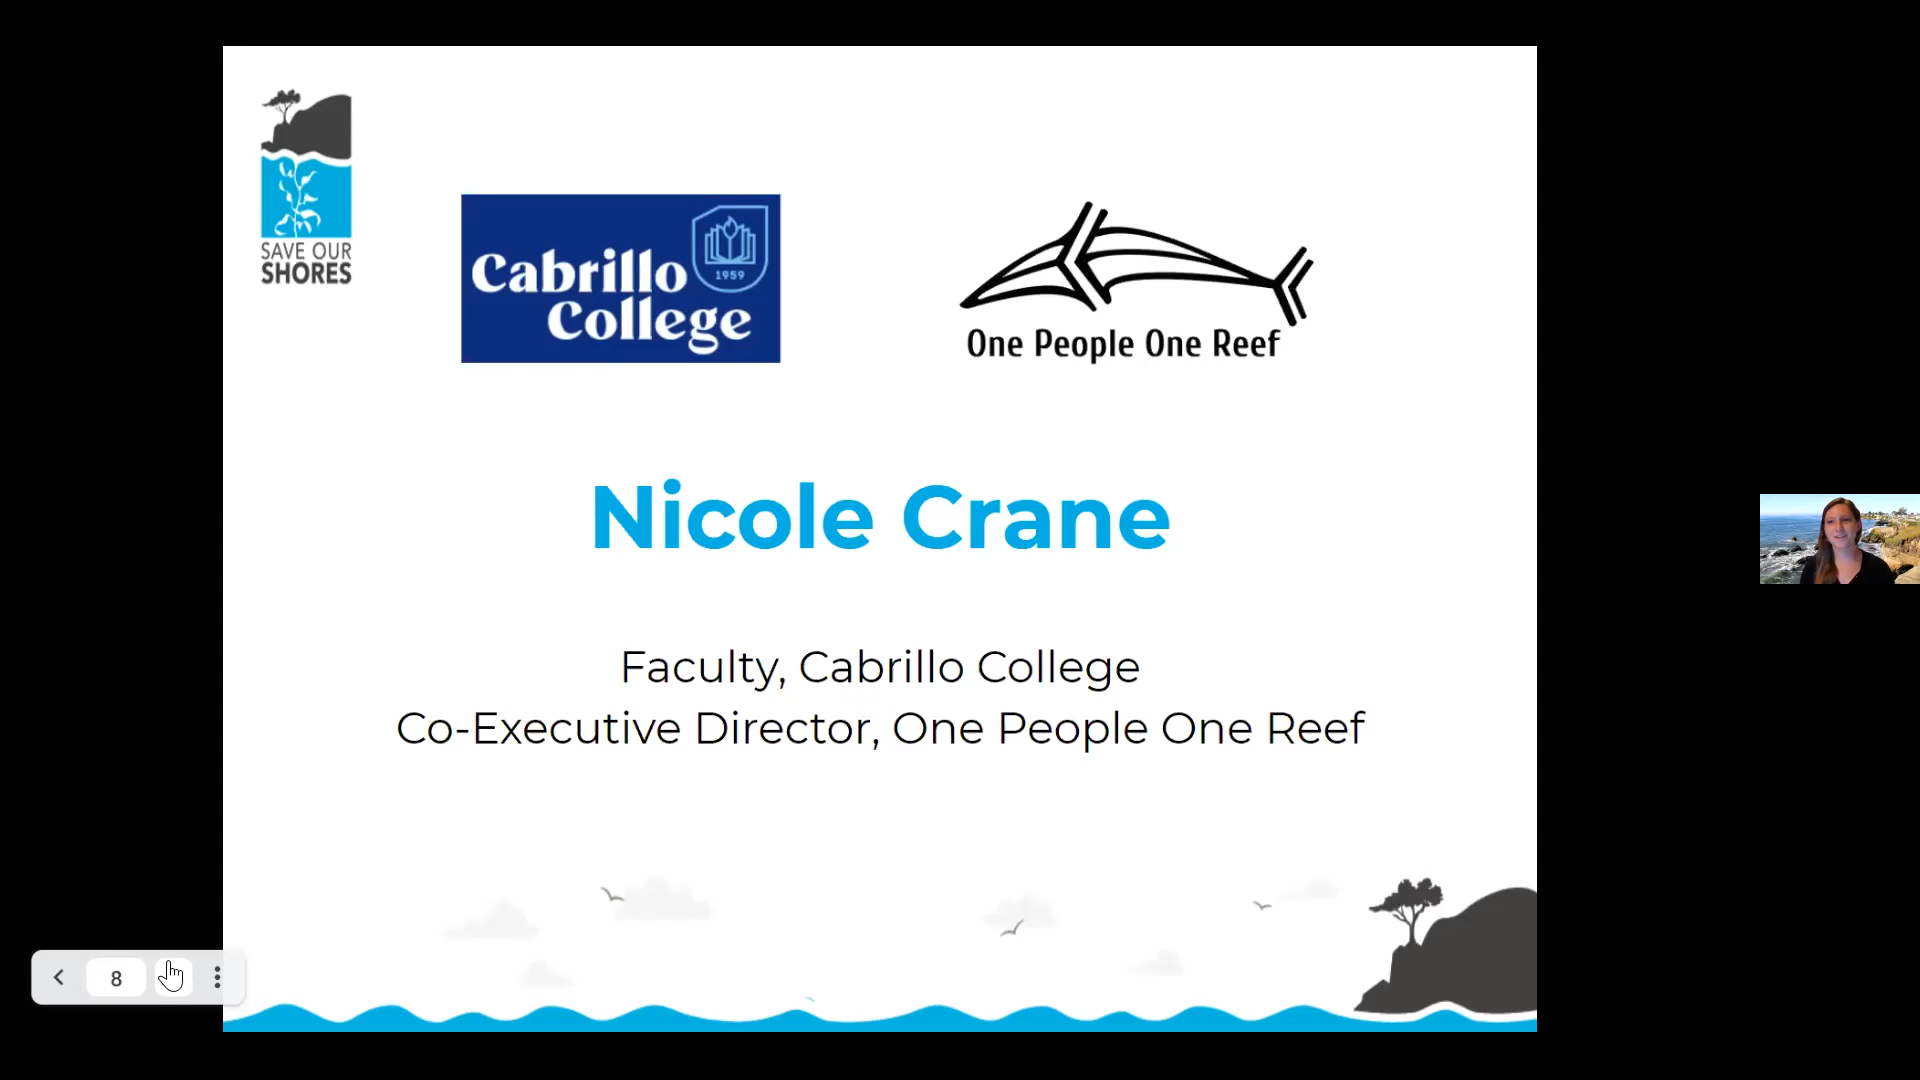 SAVE OUR
SHORES
Cabrillo
College
1959
One People One Reef
Nicole Crane
Faculty, Cabrillo College
Co-Executive Director, One People One Reef
8